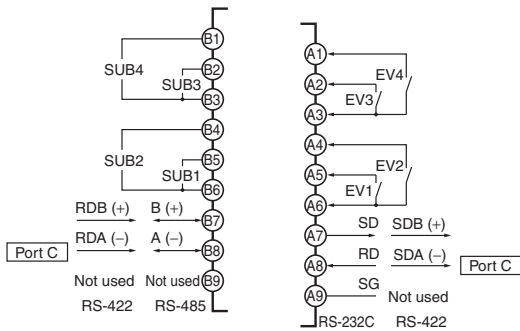 B1
SUB4
B2
SUB3
B3
B4
SUB2
B5
SUB1
B6
RDB (+) B (+) B7
RDA (−) A (−) B8
Port C
Not used Not used B9
RS-422 RS-485
A1
EV4
A2
EV3
A3
A4
EV2
A5
EV1
A6
A7 SD SDB (+)
A8 RD SDA (−) Port C
A9 SG Not used
RS-232C RS-422